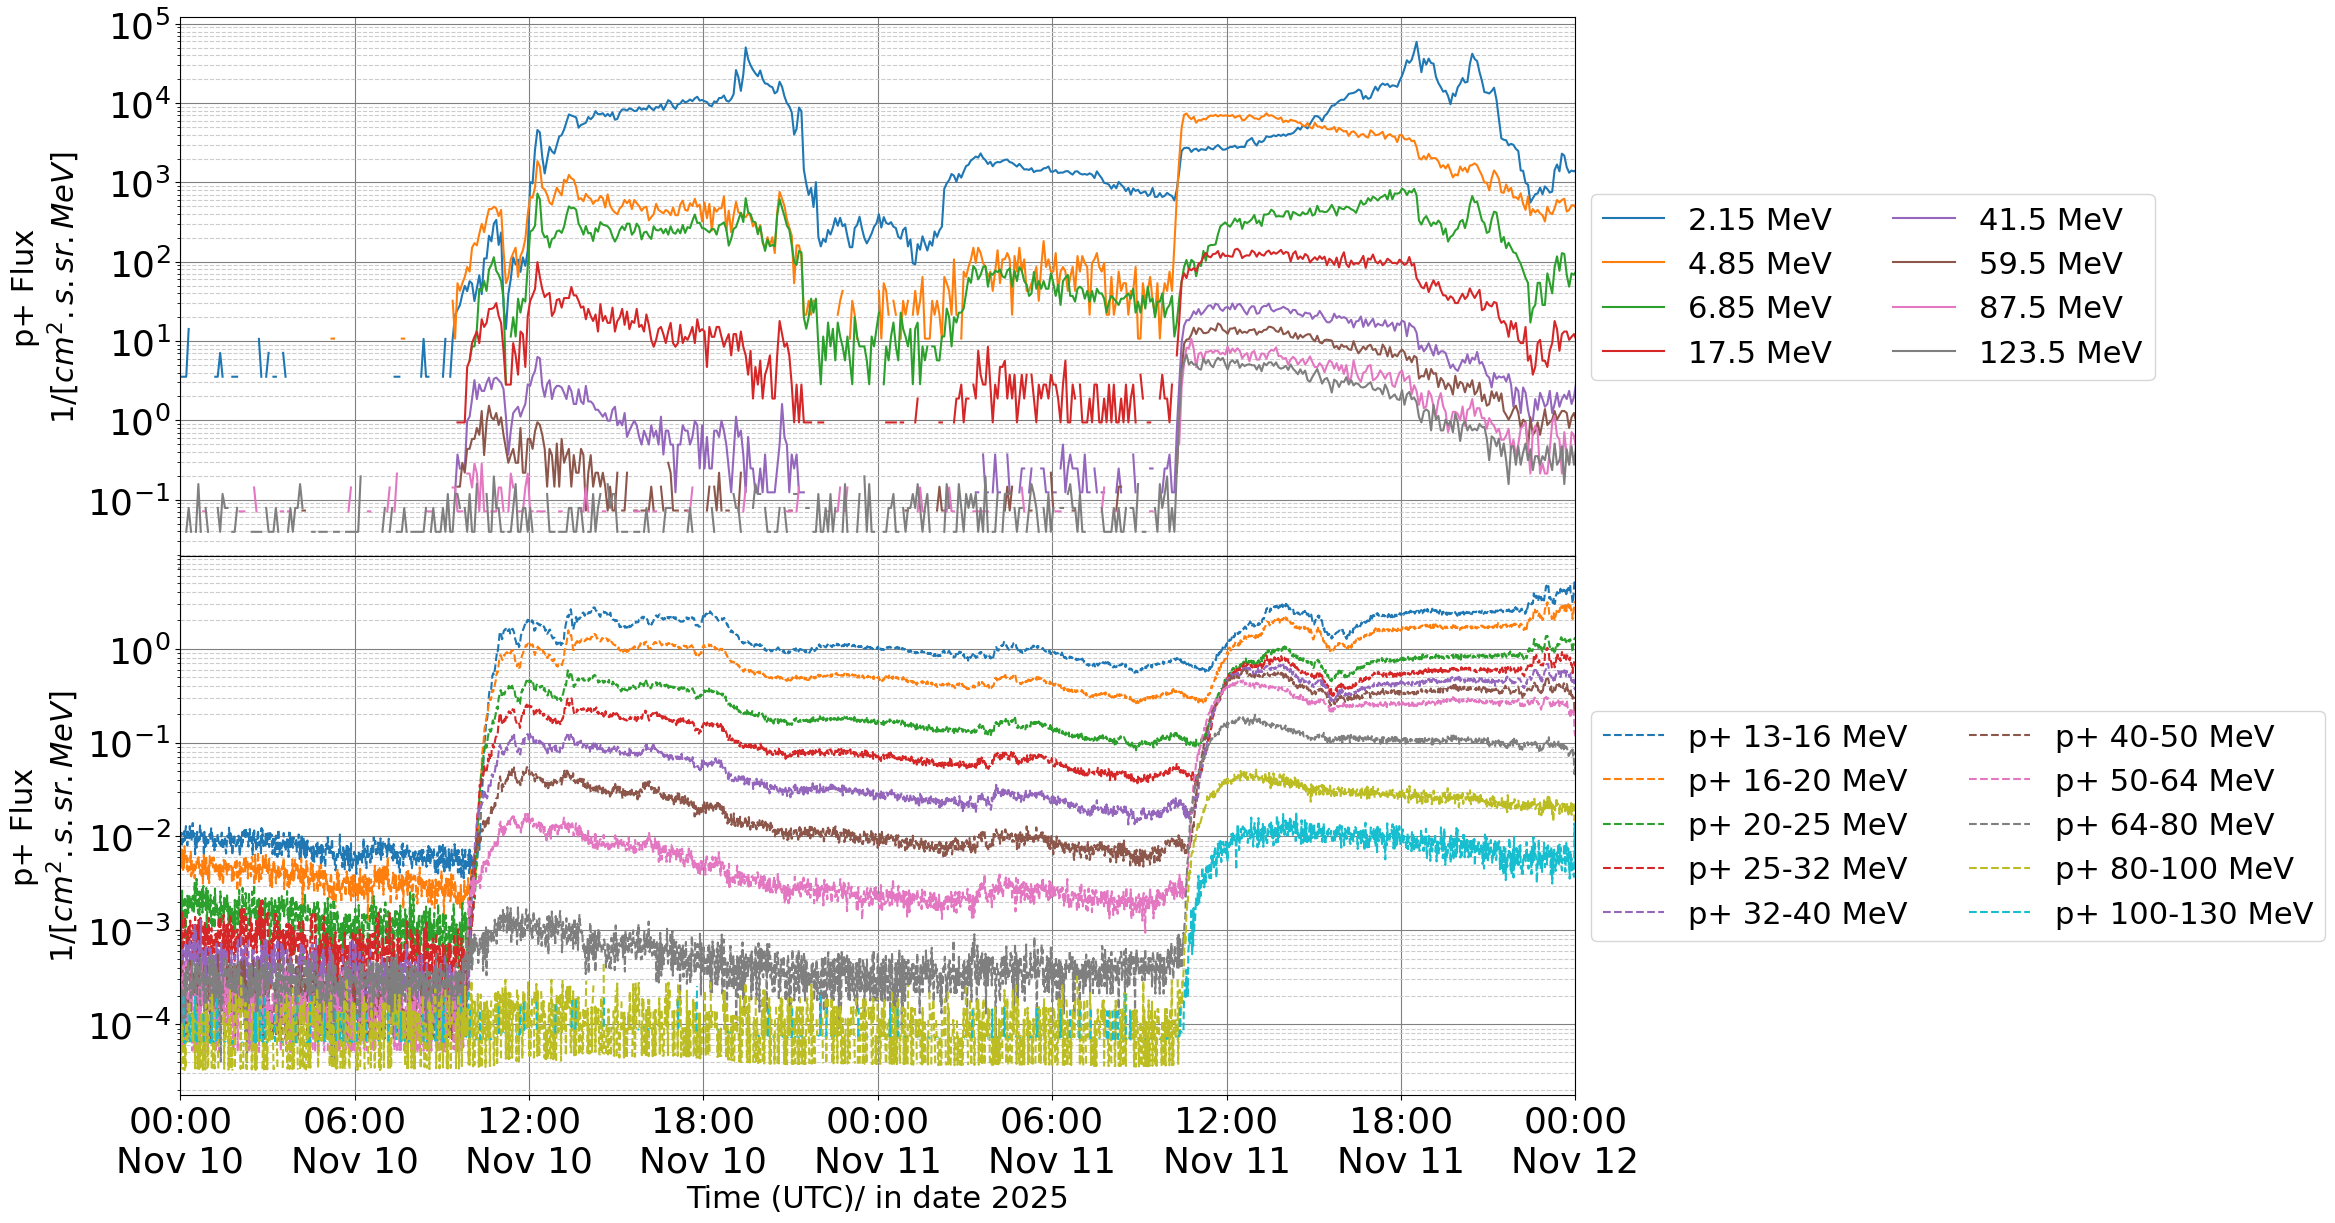 10^5
10^4
10^3
10^2
10^1
10^0
10^−1
p+ Flux
1/[cm^2.s.sr.MeV]
2.15 MeV
4.85 MeV
6.85 MeV
17.5 MeV
41.5 MeV
59.5 MeV
87.5 MeV
123.5 MeV
10^0
10^−1
10^−2
10^−3
10^−4
p+ Flux
1/[cm^2.s.sr.MeV]
p+ 13-16 MeV
p+ 16-20 MeV
p+ 20-25 MeV
p+ 25-32 MeV
p+ 32-40 MeV
p+ 40-50 MeV
p+ 50-64 MeV
p+ 64-80 MeV
p+ 80-100 MeV
p+ 100-130 MeV
00:00 06:00 12:00 18:00 00:00 06:00 12:00 18:00 00:00
Nov 10 Nov 10 Nov 10 Nov 10 Nov 11 Nov 11 Nov 11 Nov 11 Nov 12
Time (UTC)/ in date 2025